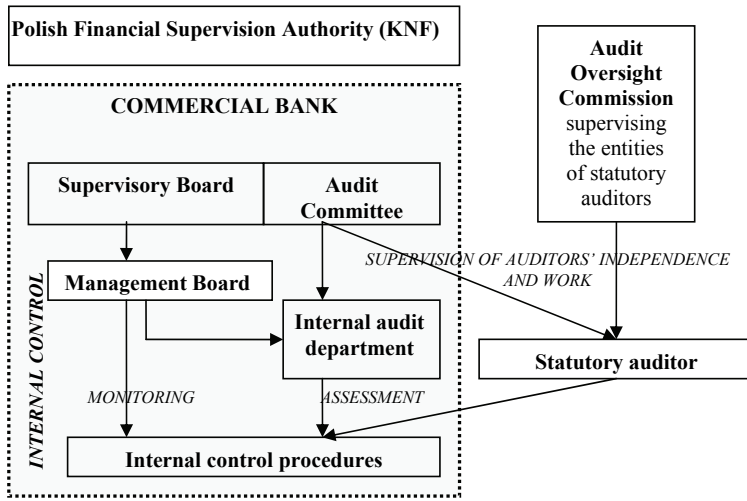 Polish Financial Supervision Authority (KNF)
Audit
Oversight
Commission
supervising
the entities
of statutory
auditors
COMMERCIAL BANK
Supervisory Board
Audit
Committee
SUPERVISION OF AUDITORS’ INDEPENDENCE
AND WORK
Management Board
Internal audit
department
Statutory auditor
INTERNAL CONTROL
MONITORING
ASSESSMENT
Internal control procedures